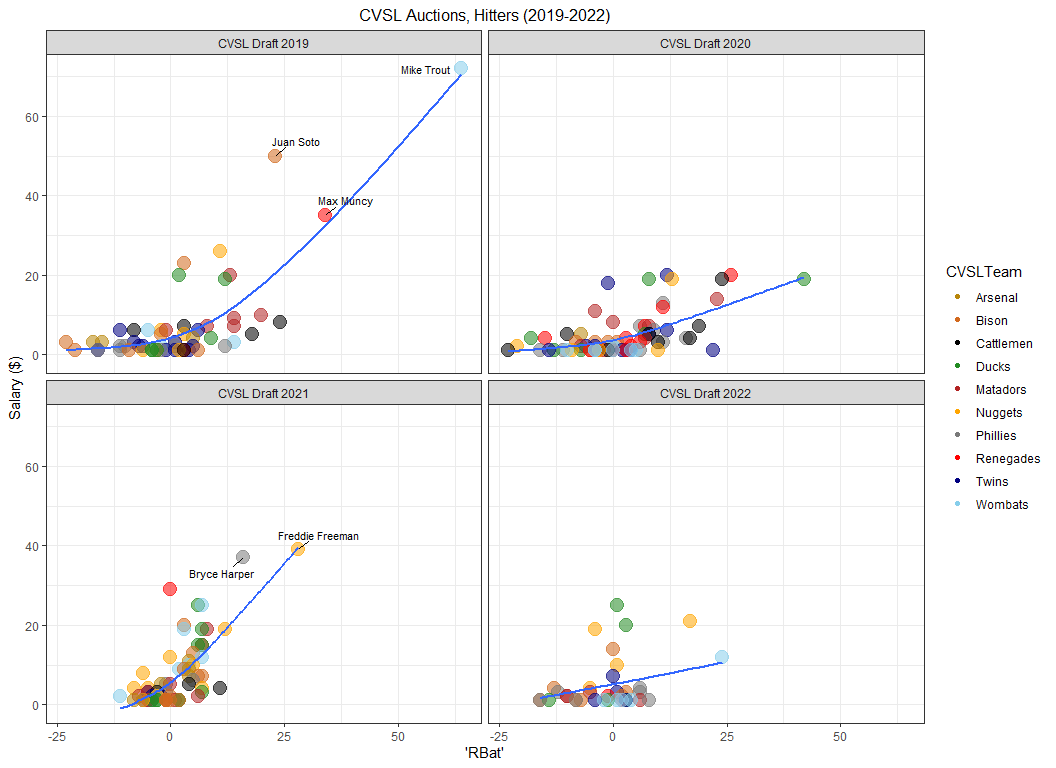 CVSL Auctions, Hitters (2019-2022)
CVSL Draft 2019
CVSL Draft 2020
Mike Trout
Juan Soto
Max Muncy
60
40
20
0
CVSL Draft 2021
CVSL Draft 2022
Freddie Freeman
Bryce Harper
60
40
20
0
Salary ($)
-25
0
25
50
-25
0
25
50
'RBat'
CVSLTeam
Arsenal
Bison
Cattlemen
Ducks
Matadors
Nuggets
Phillies
Renegades
Twins
Wombats